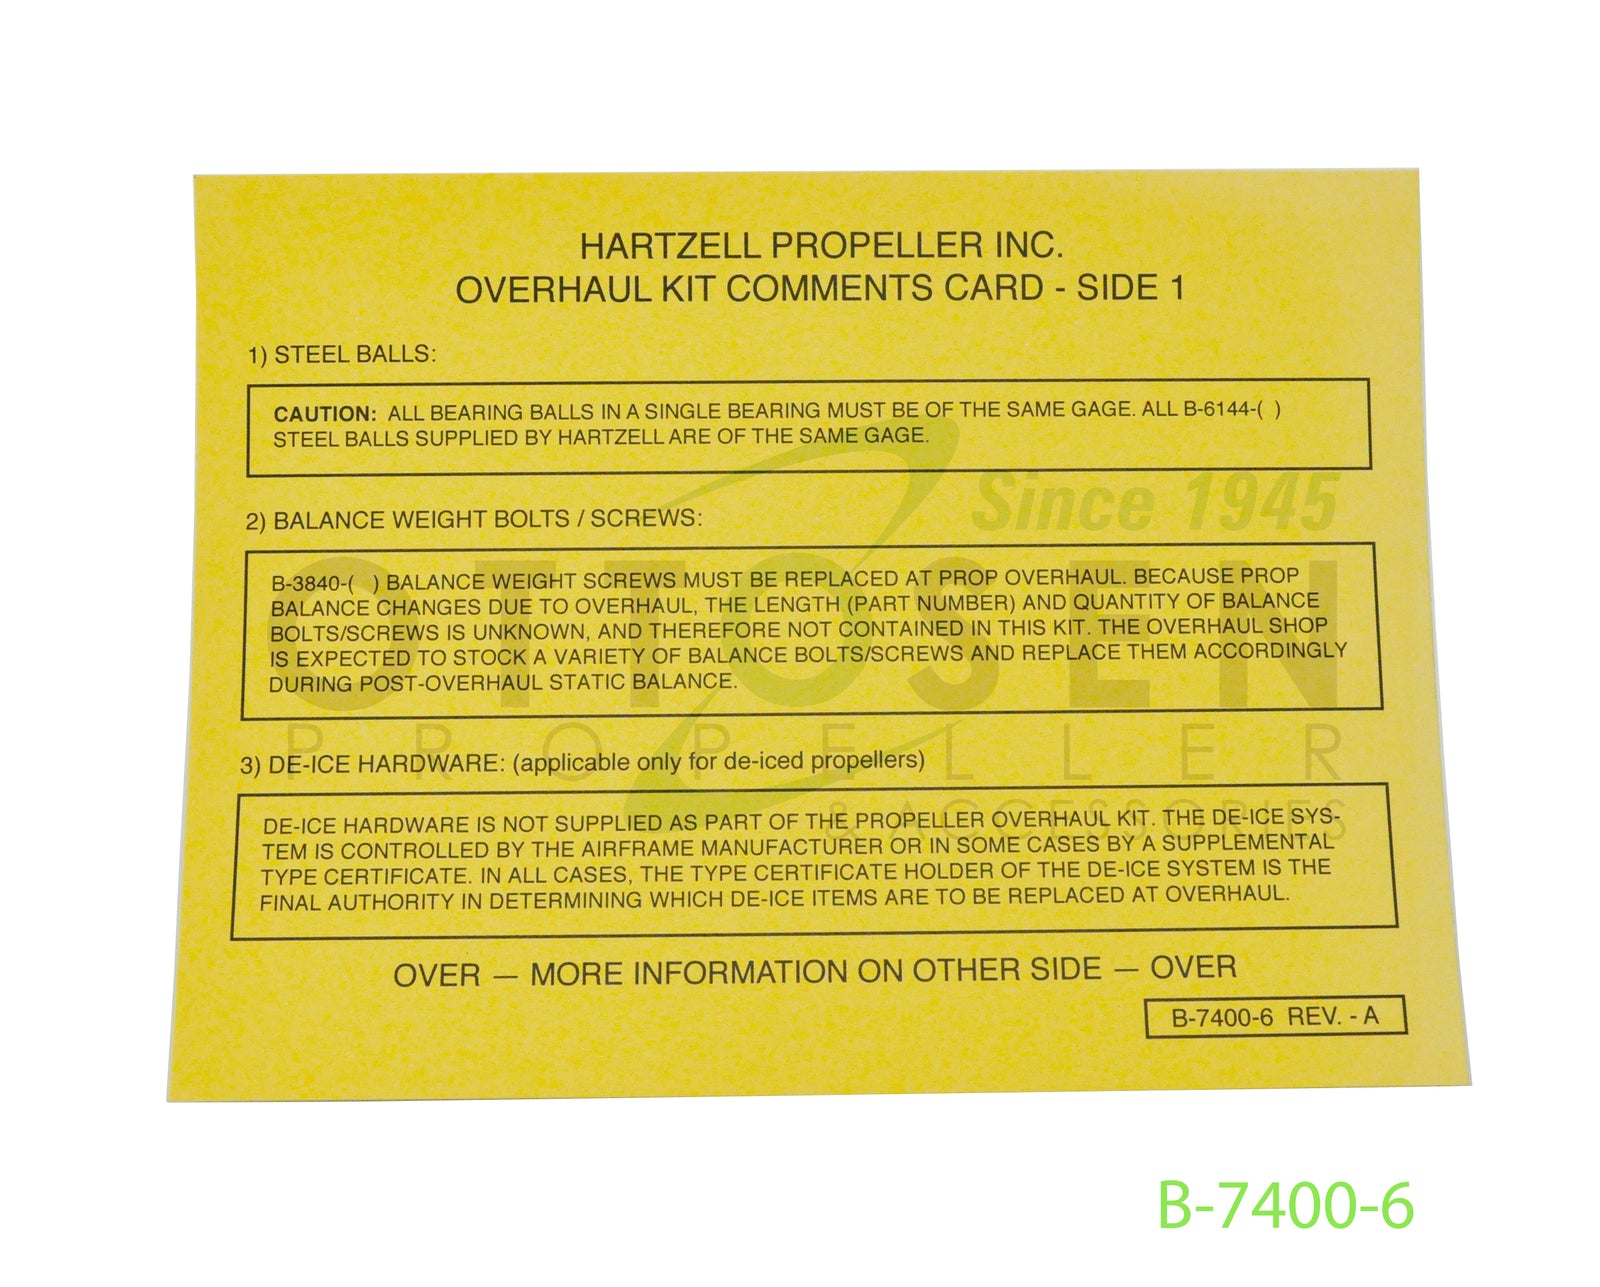 HARTZELL PROPELLER INC.
OVERHAUL KIT COMMENTS CARD - SIDE 1
1) STEEL BALLS:
CAUTION: ALL BEARING BALLS IN A SINGLE BEARING MUST BE OF THE SAME GAGE. ALL B-6144-( )
STEEL BALLS SUPPLIED BY HARTZELL ARE OF THE SAME GAGE.
Since 1945
2) BALANCE WEIGHT BOLTS / SCREWS:
OTTOSEN
B-3840-( ) BALANCE WEIGHT SCREWS MUST BE REPLACED AT PROP OVERHAUL. BECAUSE PROP
BALANCE CHANGES DUE TO OVERHAUL, THE LENGTH (PART NUMBER) AND QUANTITY OF BALANCE
BOLTS/SCREWS IS UNKNOWN, AND THEREFORE NOT CONTAINED IN THIS KIT. THE OVERHAUL SHOP
IS EXPECTED TO STOCK A VARIETY OF BALANCE BOLTS/SCREWS AND REPLACE THEM ACCORDINGLY
DURING POST-OVERHAUL STATIC BALANCE.
PROPELLER
3) DE-ICE HARDWARE: (applicable only for de-iced propellers)
& ACCESSORIES
DE-ICE HARDWARE IS NOT SUPPLIED AS PART OF THE PROPELLER OVERHAUL KIT. THE DE-ICE SYS-
TEM IS CONTROLLED BY THE AIRFRAME MANUFACTURER OR IN SOME CASES BY A SUPPLEMENTAL
TYPE CERTIFICATE. IN ALL CASES, THE TYPE CERTIFICATE HOLDER OF THE DE-ICE SYSTEM IS THE
FINAL AUTHORITY IN DETERMINING WHICH DE-ICE ITEMS ARE TO BE REPLACED AT OVERHAUL.
OVER — MORE INFORMATION ON OTHER SIDE — OVER
B-7400-6 REV. - A
B-7400-6